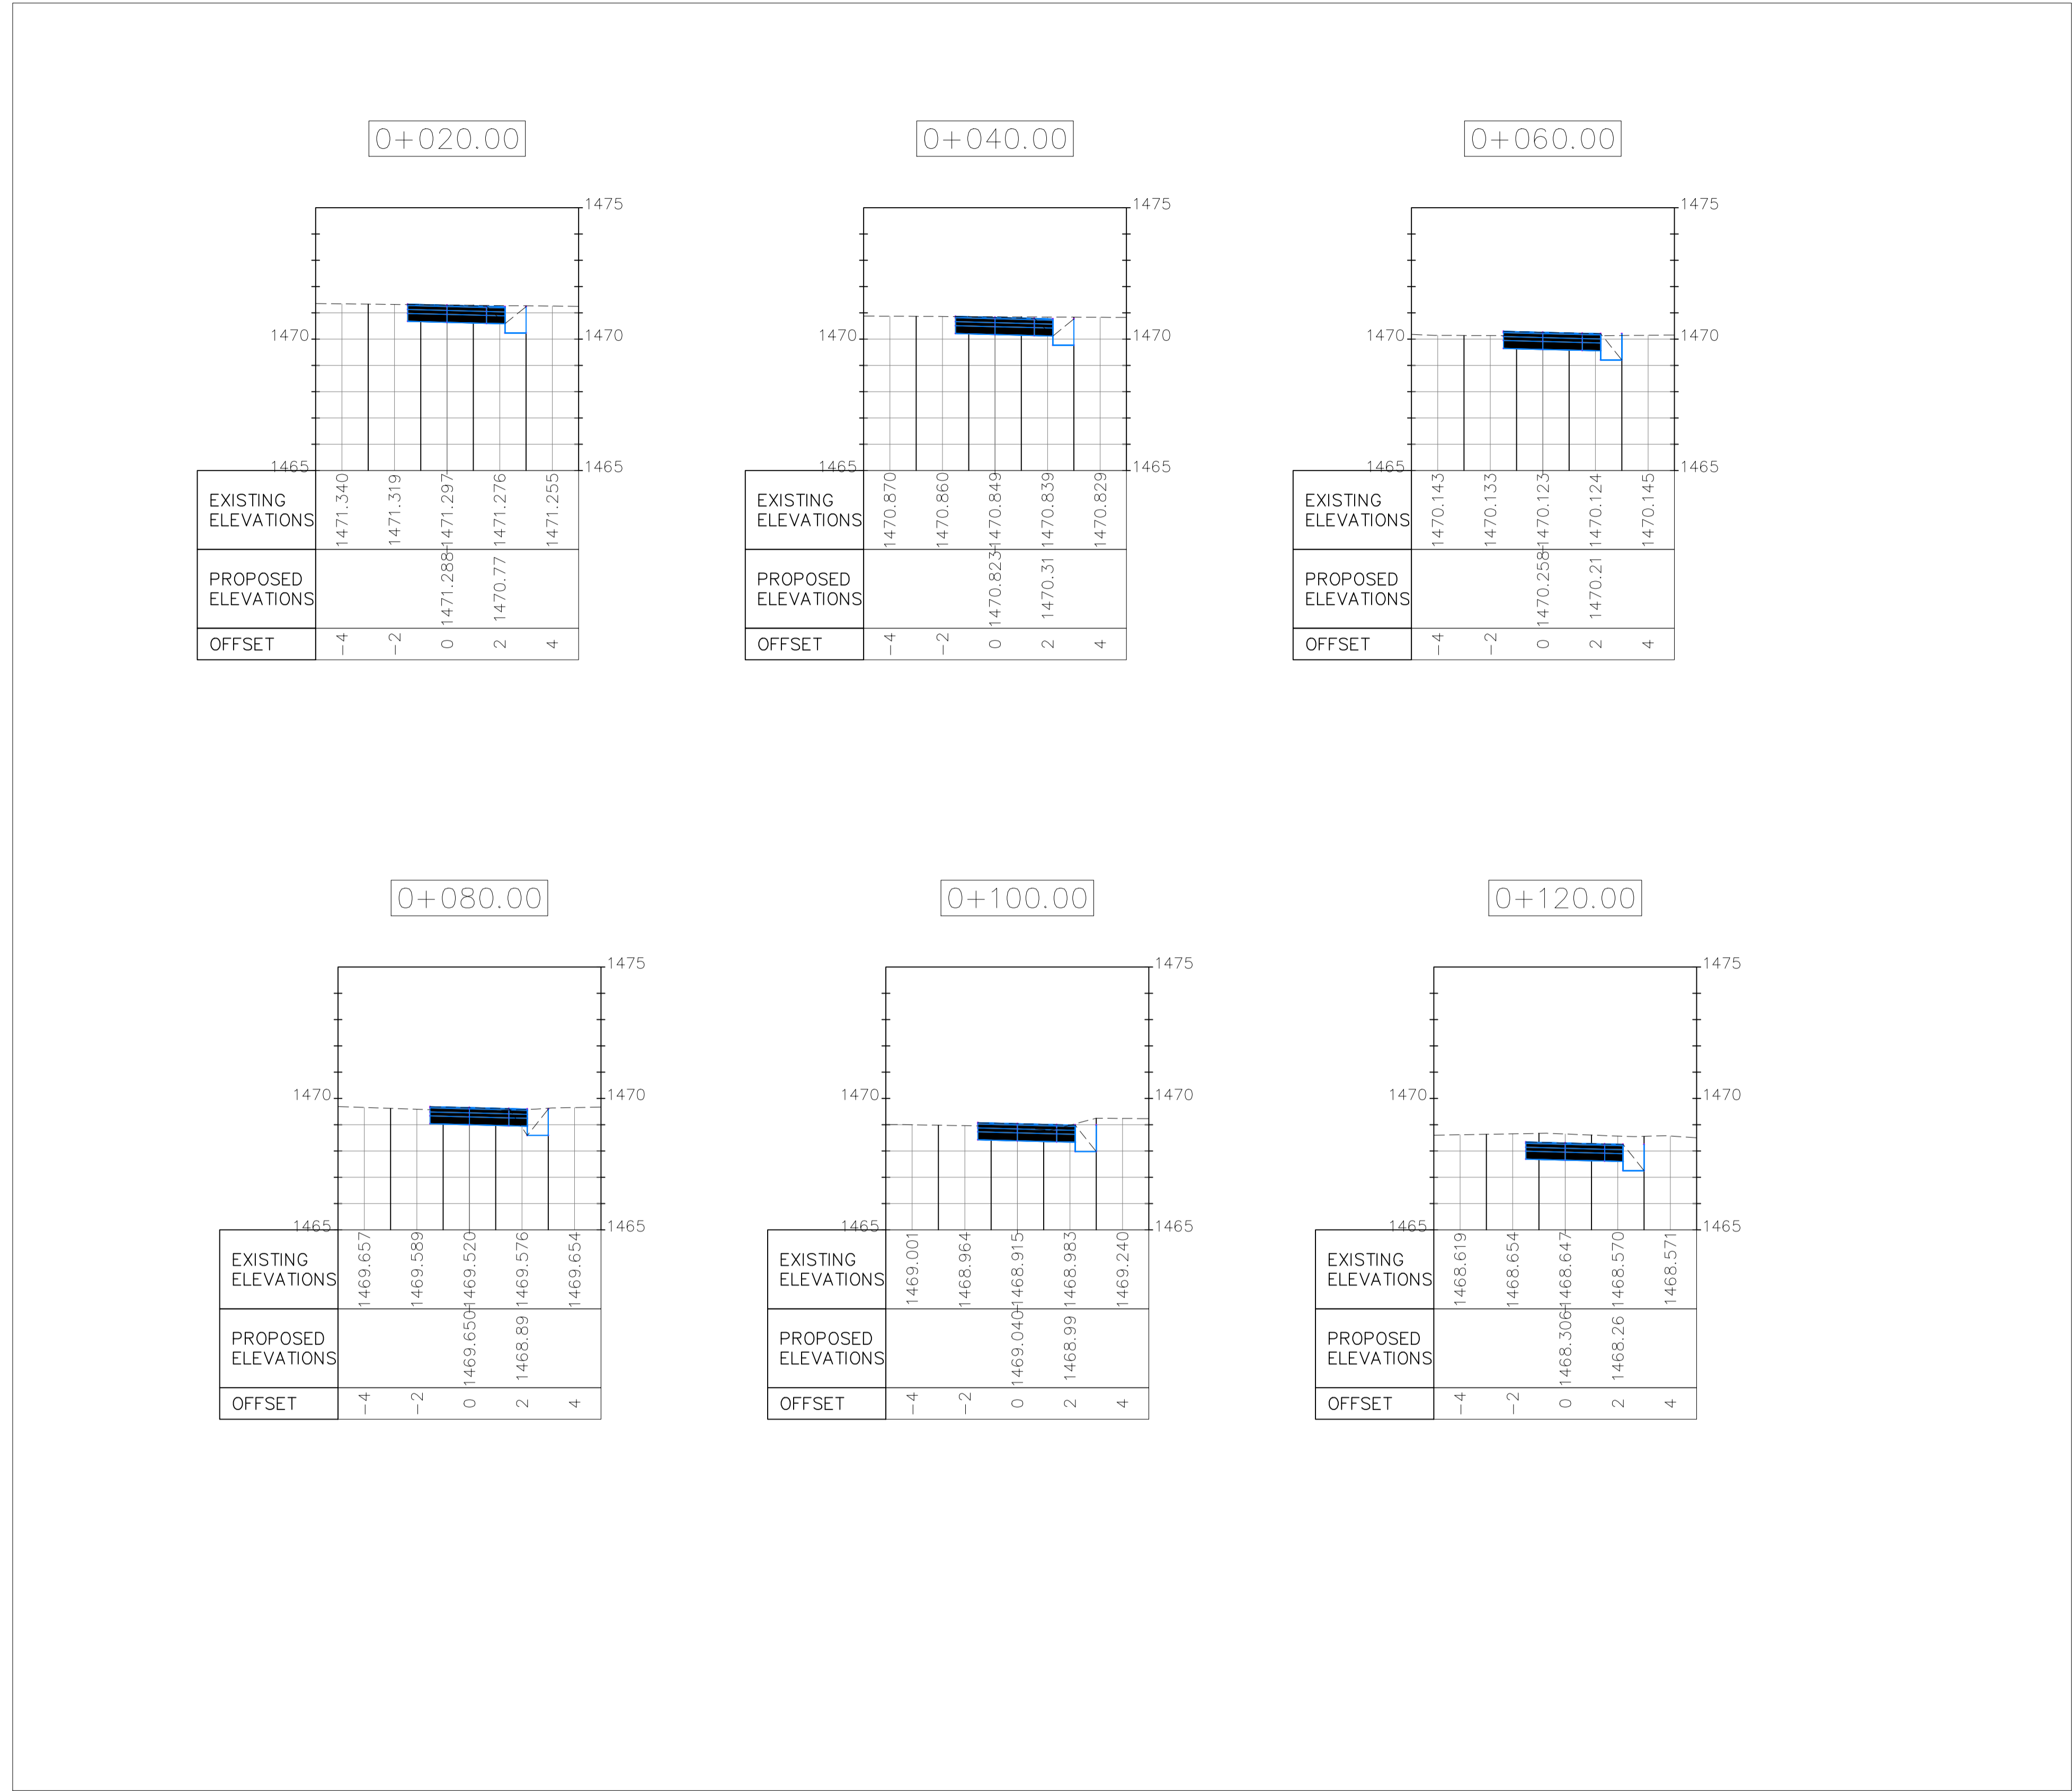 0+020.00
1475
1470 1470
1465 1465
EXISTING
ELEVATIONS
1471.340 1471.319 1471.297 1471.276 1471.255
PROPOSED
ELEVATIONS
1471.288 1470.77
OFFSET -4 -2 0 2 4
0+040.00
1475
1470 1470
1465 1465
EXISTING
ELEVATIONS
1470.870 1470.860 1470.849 1470.839 1470.829
PROPOSED
ELEVATIONS
1470.823 1470.31
OFFSET -4 -2 0 2 4
0+060.00
1475
1470 1470
1465 1465
EXISTING
ELEVATIONS
1470.143 1470.133 1470.123 1470.124 1470.145
PROPOSED
ELEVATIONS
1470.258 1470.21
OFFSET -4 -2 0 2 4
0+080.00
1475
1470 1470
1465 1465
EXISTING
ELEVATIONS
1469.657 1469.589 1469.520 1469.576 1469.654
PROPOSED
ELEVATIONS
1469.650 1468.89
OFFSET -4 -2 0 2 4
0+100.00
1475
1470 1470
1465 1465
EXISTING
ELEVATIONS
1469.001 1468.964 1468.915 1468.983 1469.240
PROPOSED
ELEVATIONS
1469.040 1468.99
OFFSET -4 -2 0 2 4
0+120.00
1475
1470 1470
1465 1465
EXISTING
ELEVATIONS
1468.619 1468.654 1468.647 1468.570 1468.571
PROPOSED
ELEVATIONS
1468.306 1468.26
OFFSET -4 -2 0 2 4